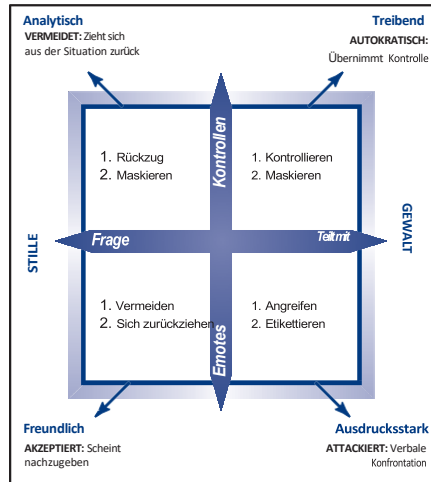 Analytisch
VERMEIDET: Zieht sich
aus der Situation zurück
Treibend
AUTOKRATISCH:
Übernimmt Kontrolle
Kontrollen
1. Rückzug
2. Maskieren
1. Kontrollieren
2. Maskieren
STILLE
Frage
Teilt mit
GEWALT
1. Vermeiden
2. Sich zurückziehen
1. Angreifen
2. Etikettieren
Emotes
Freundlich
AKZEPTIERT: Scheint
nachzugeben
Ausdrucksstark
ATTACKIERT: Verbale
Konfrontation